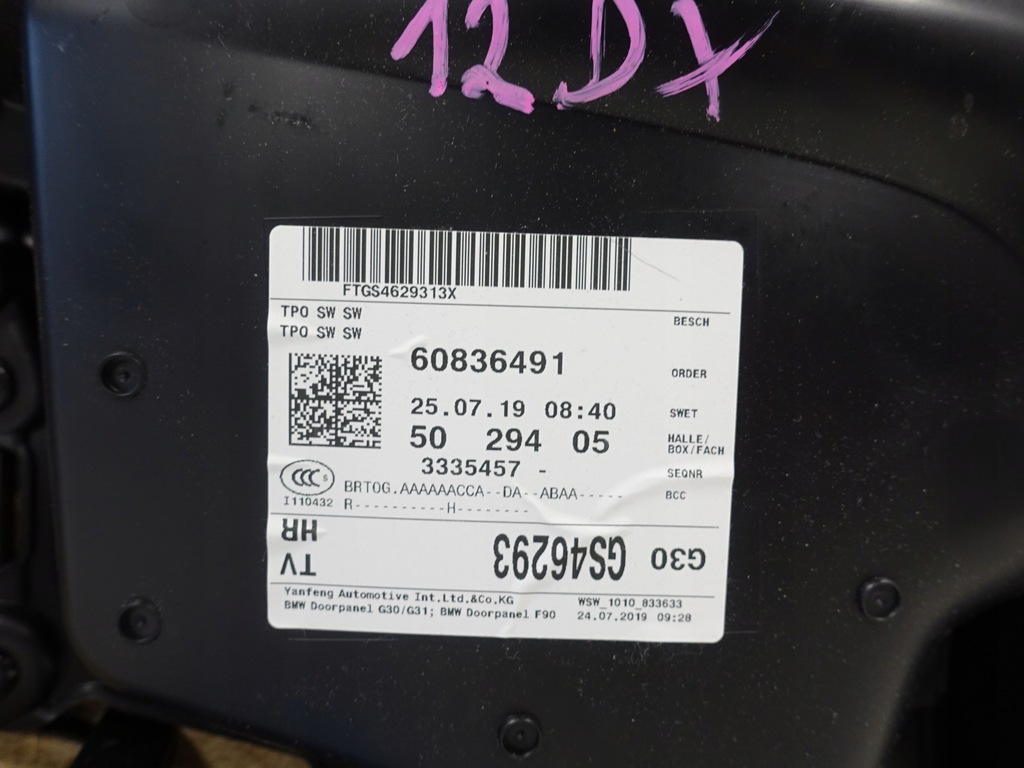 12 DX
FTGS4629313X
TPO SW SW
TPO SW SW
BESCH
60836491
ORDER
25.07.19 08:40
SWET
50 294 05
HALLE/
BOX/FACH
3335457 -
SEQNR
CCC S
I110432
BRTOG.AAAAAACCA--DA--ABAA-----
BCC
R----------H--------
G30 GS46293 TV
HR
Yanfeng Automotive Int.Ltd.&Co.KG
BMW Doorpanel G30/G31; BMW Doorpanel F90
WSW_1010_833633
24.07.2019 09:28